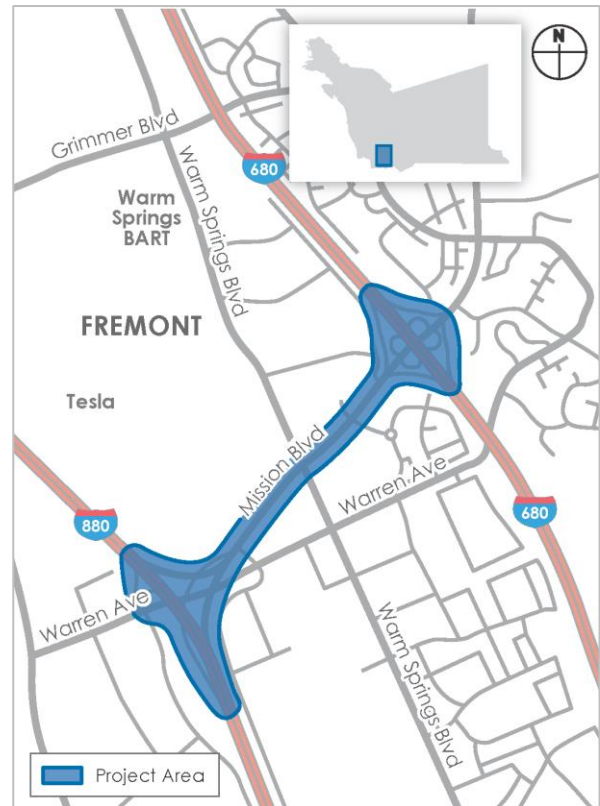 N
Grimmer Blvd
680
Warm Springs Blvd
Warm
Springs
BART
FREMONT
Tesla
Mission Blvd
Warren Ave
880
680
Warren Ave
Warm Springs Blvd
Project Area